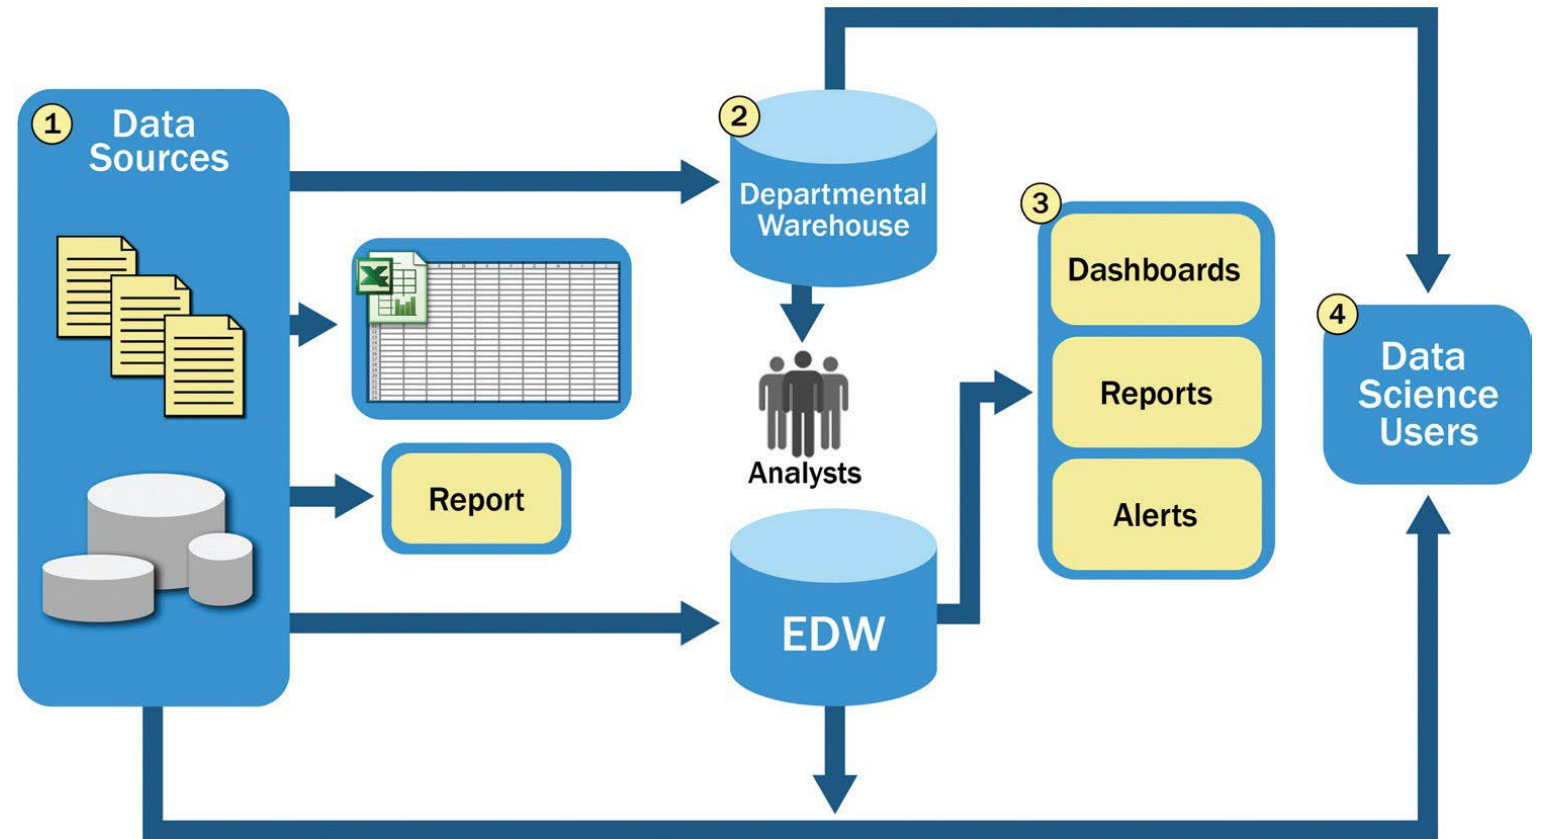 1
Data
Sources
2
Departmental
Warehouse
3
Dashboards
Reports
Alerts
4
Data
Science
Users
X
Report
Analysts
EDW